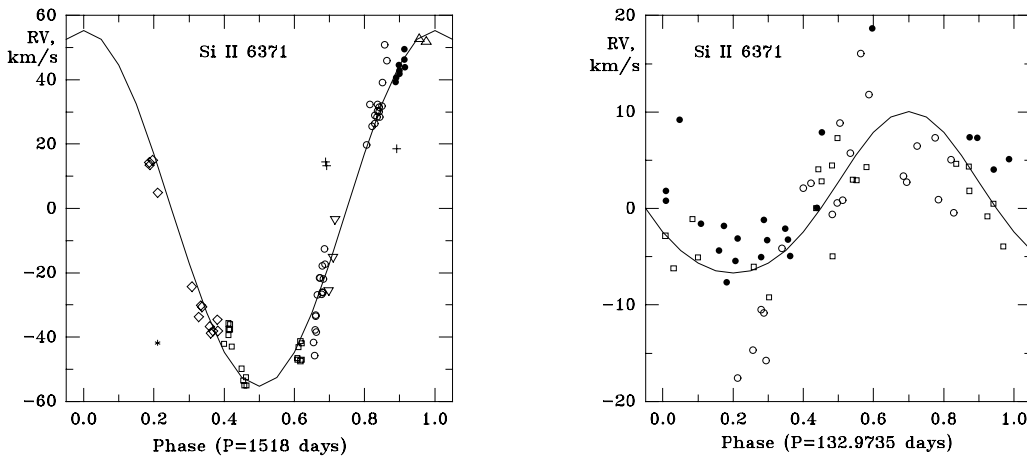 60
RV,
km/s
40
20
0
−20
−40
−60
Si II 6371
0.0 0.2 0.4 0.6 0.8 1.0
Phase (P=1518 days)
20
RV,
km/s
10
0
−10
−20
Si II 6371
0.0 0.2 0.4 0.6 0.8 1.0
Phase (P=132.9735 days)